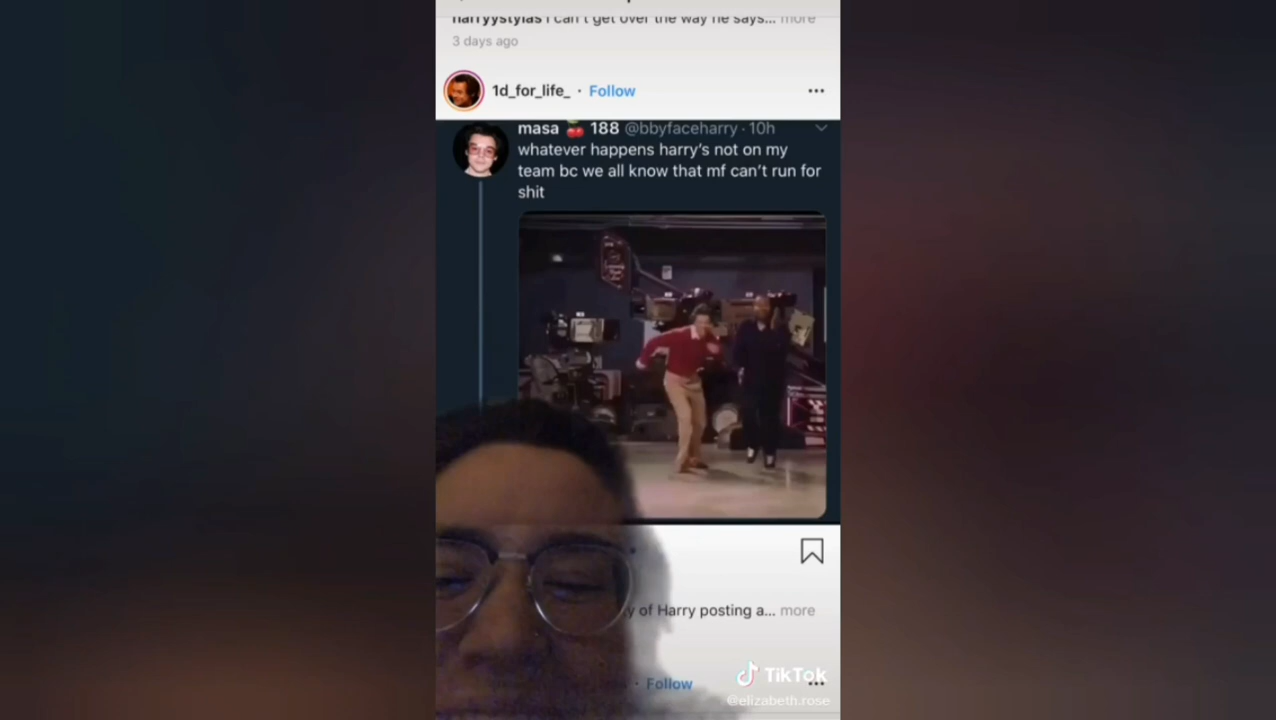 harryystylas I can't get over the way he says... more
3 days ago
1d_for_life_ · Follow
masa 🍒 188 @bbyfaceharry · 10h
whatever happens harry's not on my
team bc we all know that mf can't run for
shit
y of Harry posting a... more
· Follow
TikTok
@elizabeth.rose